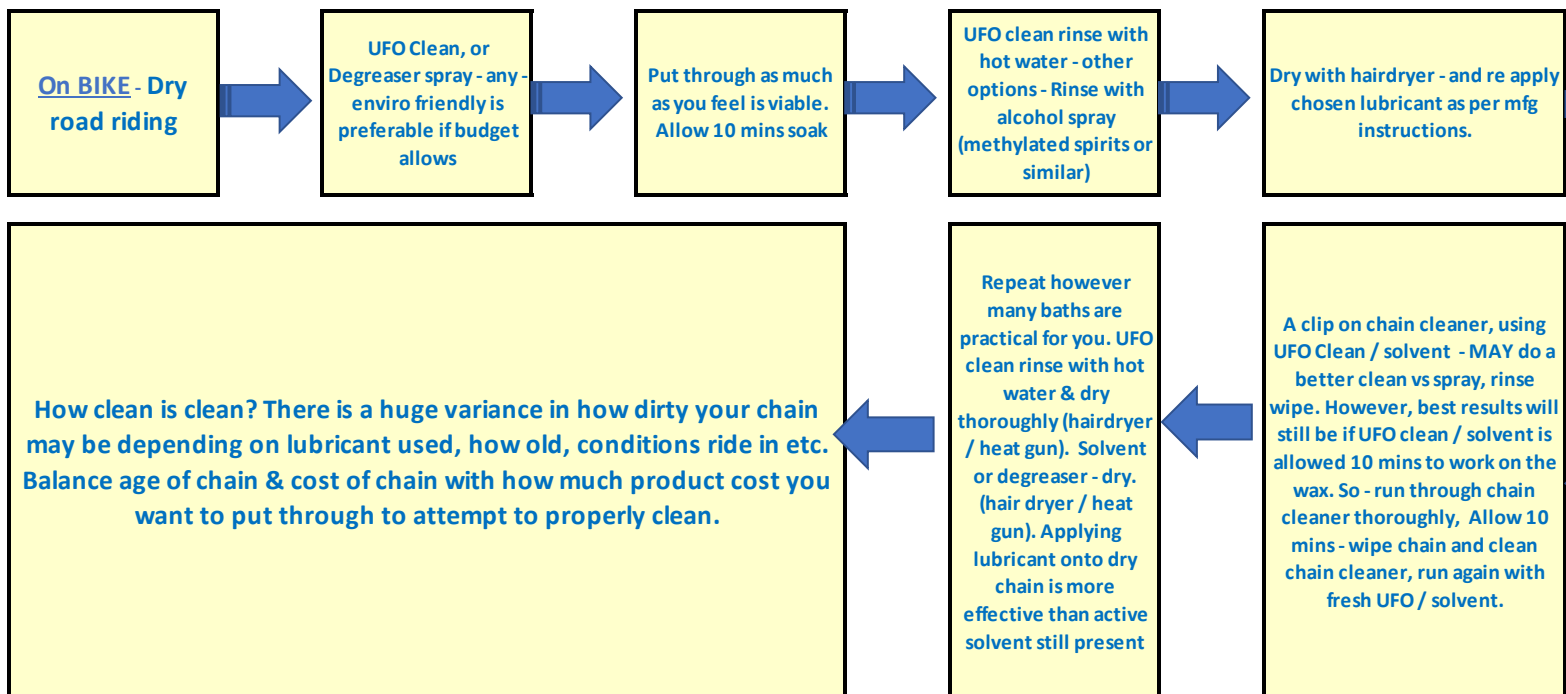 On BIKE - Dry
road riding
UFO Clean, or
Degreaser spray - any -
enviro friendly is
preferable if budget
allows
Put through as much
as you feel is viable.
Allow 10 mins soak
UFO clean rinse with
hot water - other
options - Rinse with
alcohol spray
(methylated spirits or
similar)
Dry with hairdryer - and re apply
chosen lubricant as per mfg
instructions.
A clip on chain cleaner, using
UFO Clean / solvent - MAY do a
better clean vs spray, rinse
wipe. However, best results will
still be if UFO clean / solvent is
allowed 10 mins to work on the
wax. So - run through chain
cleaner thoroughly, Allow 10
mins - wipe chain and clean
chain cleaner, run again with
fresh UFO / solvent.
Repeat however
many baths are
practical for you. UFO
clean rinse with hot
water & dry
thoroughly (hairdryer
/ heat gun). Solvent
or degreaser - dry.
(hair dryer / heat
gun). Applying
lubricant onto dry
chain is more
effective than active
solvent still present
How clean is clean? There is a huge variance in how dirty your chain
may be depending on lubricant used, how old, conditions ride in etc.
Balance age of chain & cost of chain with how much product cost you
want to put through to attempt to properly clean.